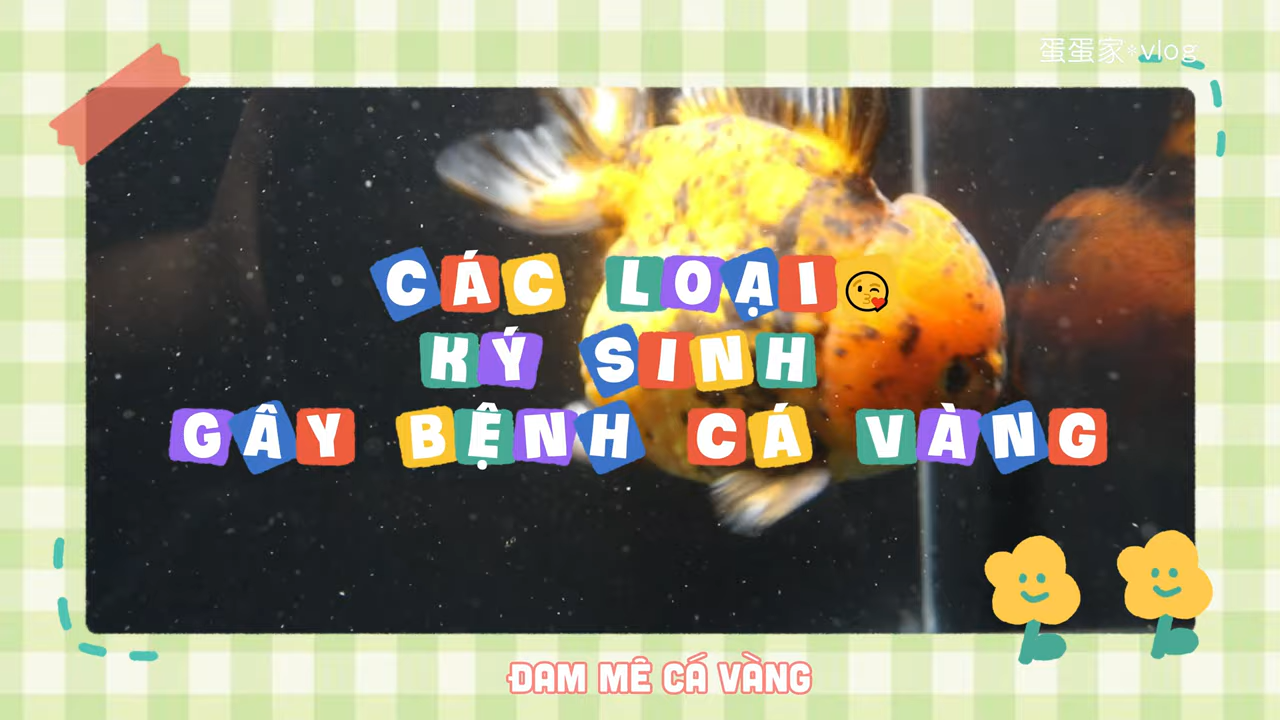 蛋蛋家*vlog
CÁC LOẠI😘
KÝ SINH
GÂY BỆNH CÁ VÀNG
ĐAM MÊ CÁ VÀNG